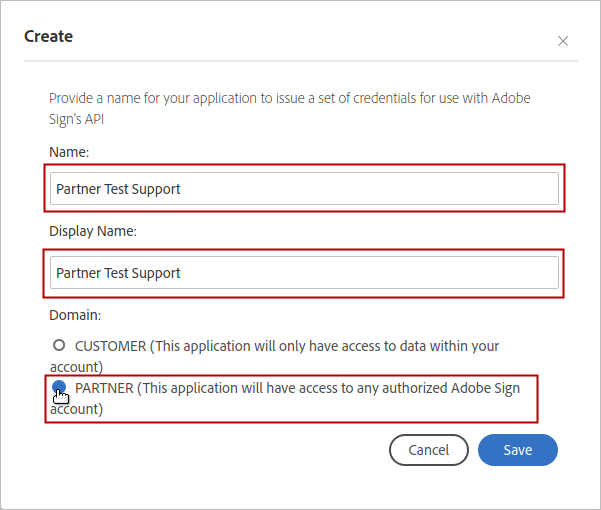 Create
Provide a name for your application to issue a set of credentials for use with Adobe
Sign's API
Name:
Partner Test Support
Display Name:
Partner Test Support
Domain:
CUSTOMER (This application will only have access to data within your
account)
PARTNER (This application will have access to any authorized Adobe Sign
account)
Cancel Save